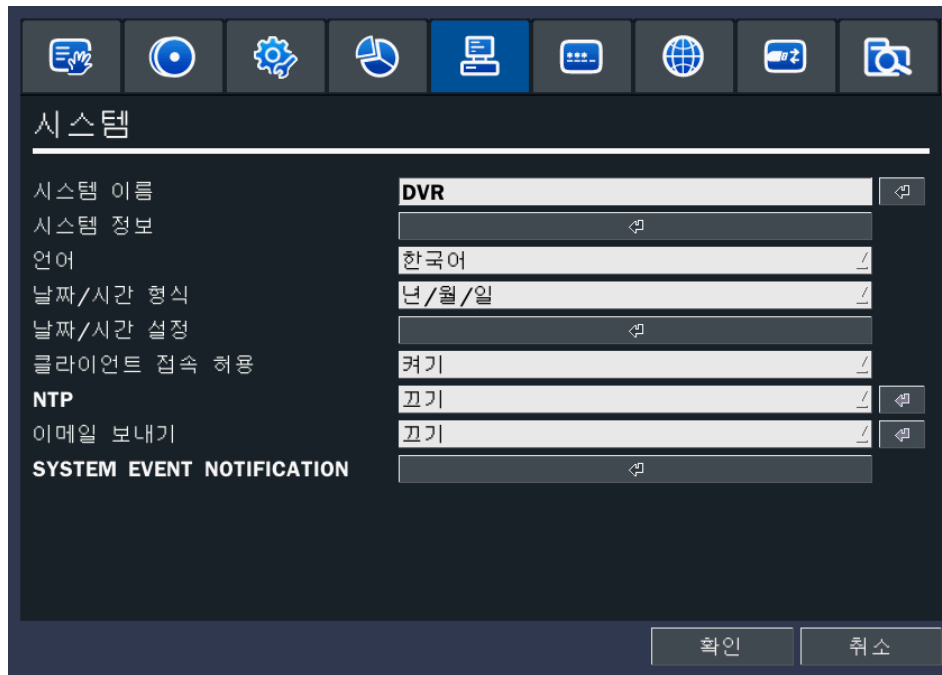 시스템
시스템 이름 DVR
시스템 정보
언어 한국어
날짜/시간 형식 년/월/일
날짜/시간 설정
클라이언트 접속 허용 켜기
NTP 끄기
이메일 보내기 끄기
SYSTEM EVENT NOTIFICATION
확인 취소